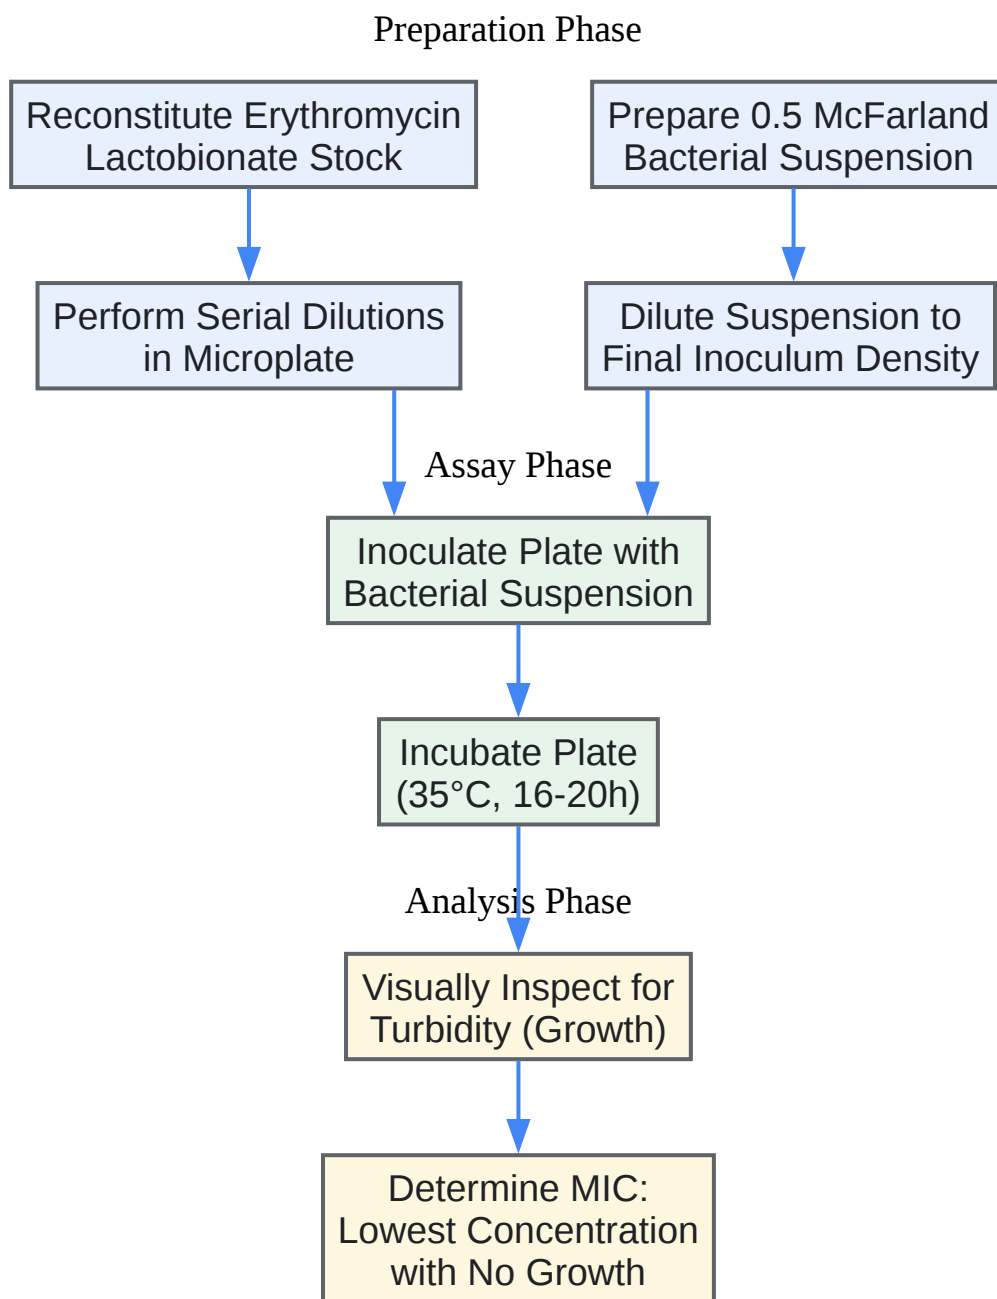 Preparation Phase
Reconstitute Erythromycin
Lactobionate Stock
Prepare 0.5 McFarland
Bacterial Suspension
Perform Serial Dilutions
in Microplate
Dilute Suspension to
Final Inoculum Density
Assay Phase
Inoculate Plate with
Bacterial Suspension
Incubate Plate
(35°C, 16-20h)
Analysis Phase
Visually Inspect for
Turbidity (Growth)
Determine MIC:
Lowest Concentration
with No Growth